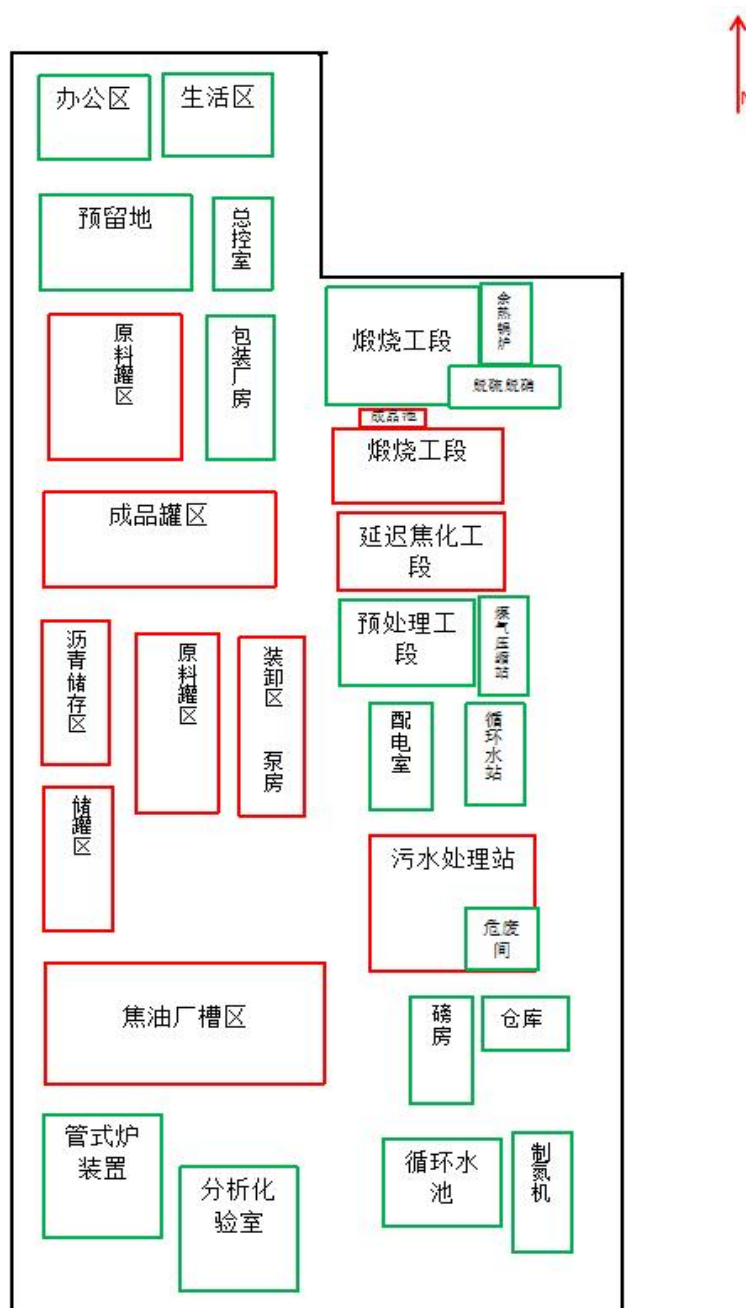 N
办公区
生活区
预留地
总控室
原料罐区
包装厂房
煅烧工段
余热锅炉
脱硫脱硝
成品池
煅烧工段
成品罐区
延迟焦化工
段
预处理工
段
煤气压缩站
沥青储存区
原料罐区
装卸区 泵房
配电室
循环水站
储罐区
污水处理站
危废
间
焦油厂槽区
磅房
仓库
管式炉
装置
分析化
验室
循环水
池
制氮机